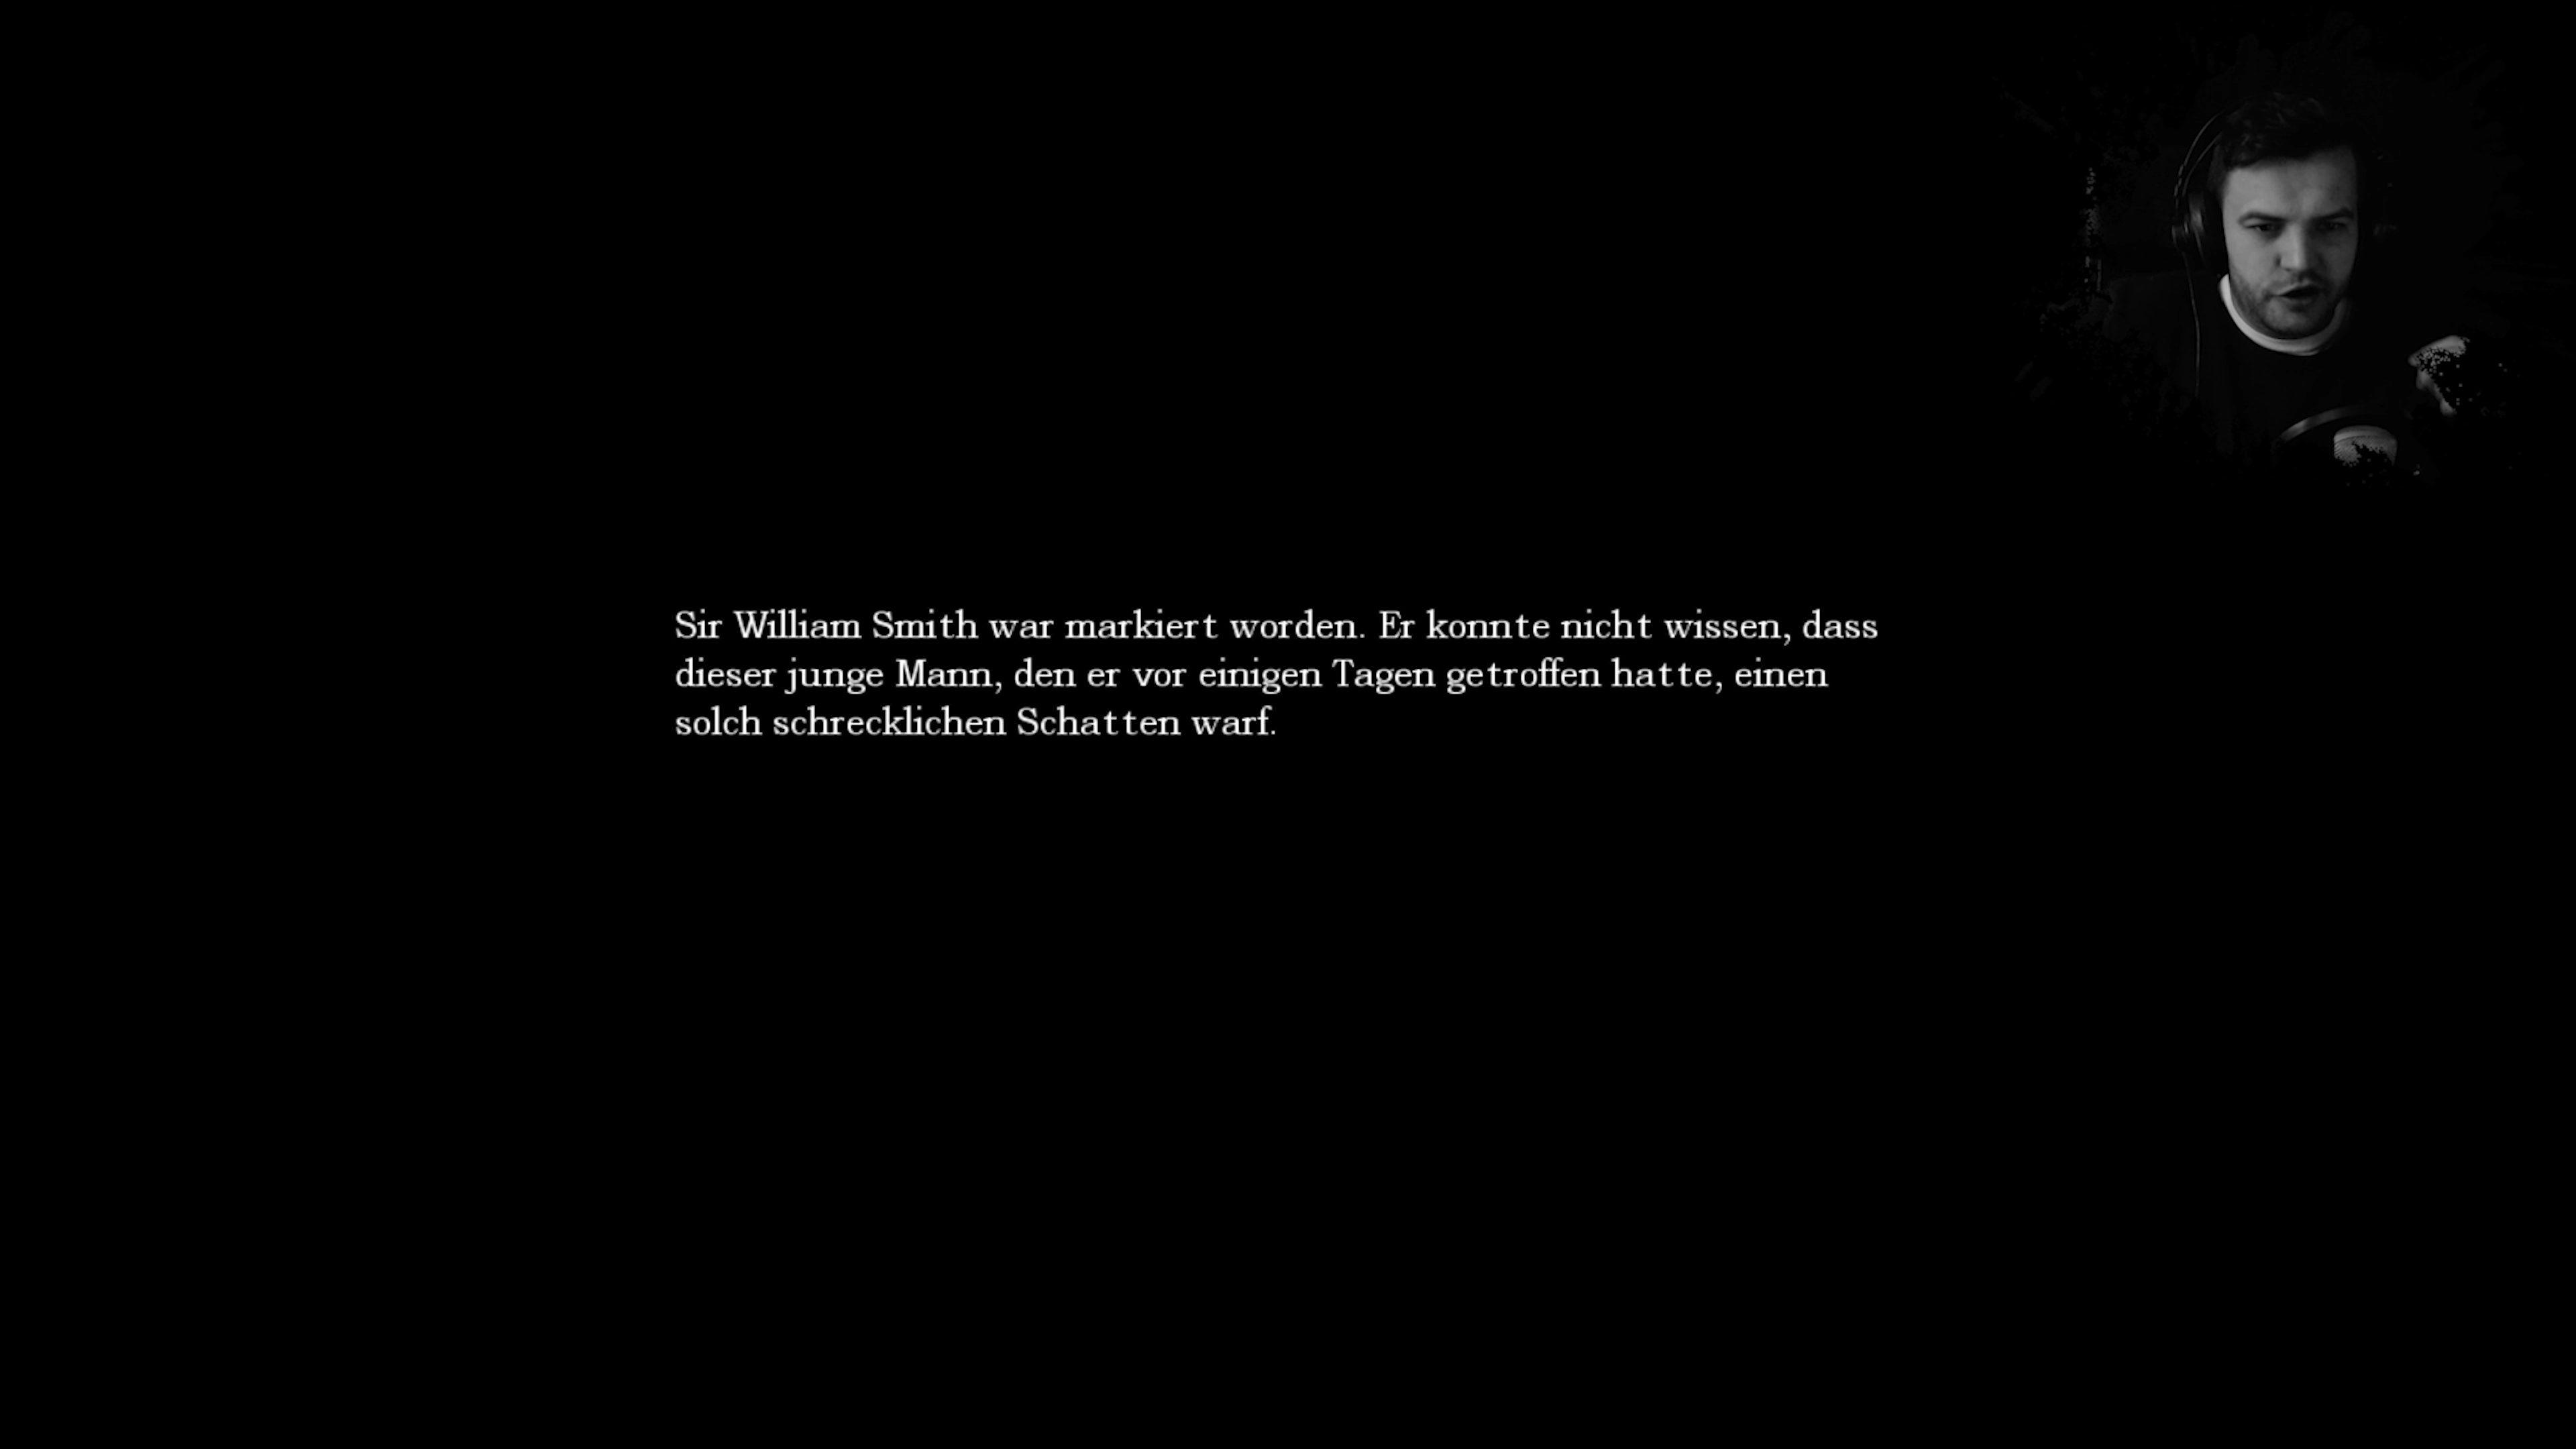 Sir William Smith war markiert worden. Er konnte nicht wissen, dass
dieser junge Mann, den er vor einigen Tagen getroffen hatte, einen
solch schrecklichen Schatten warf.